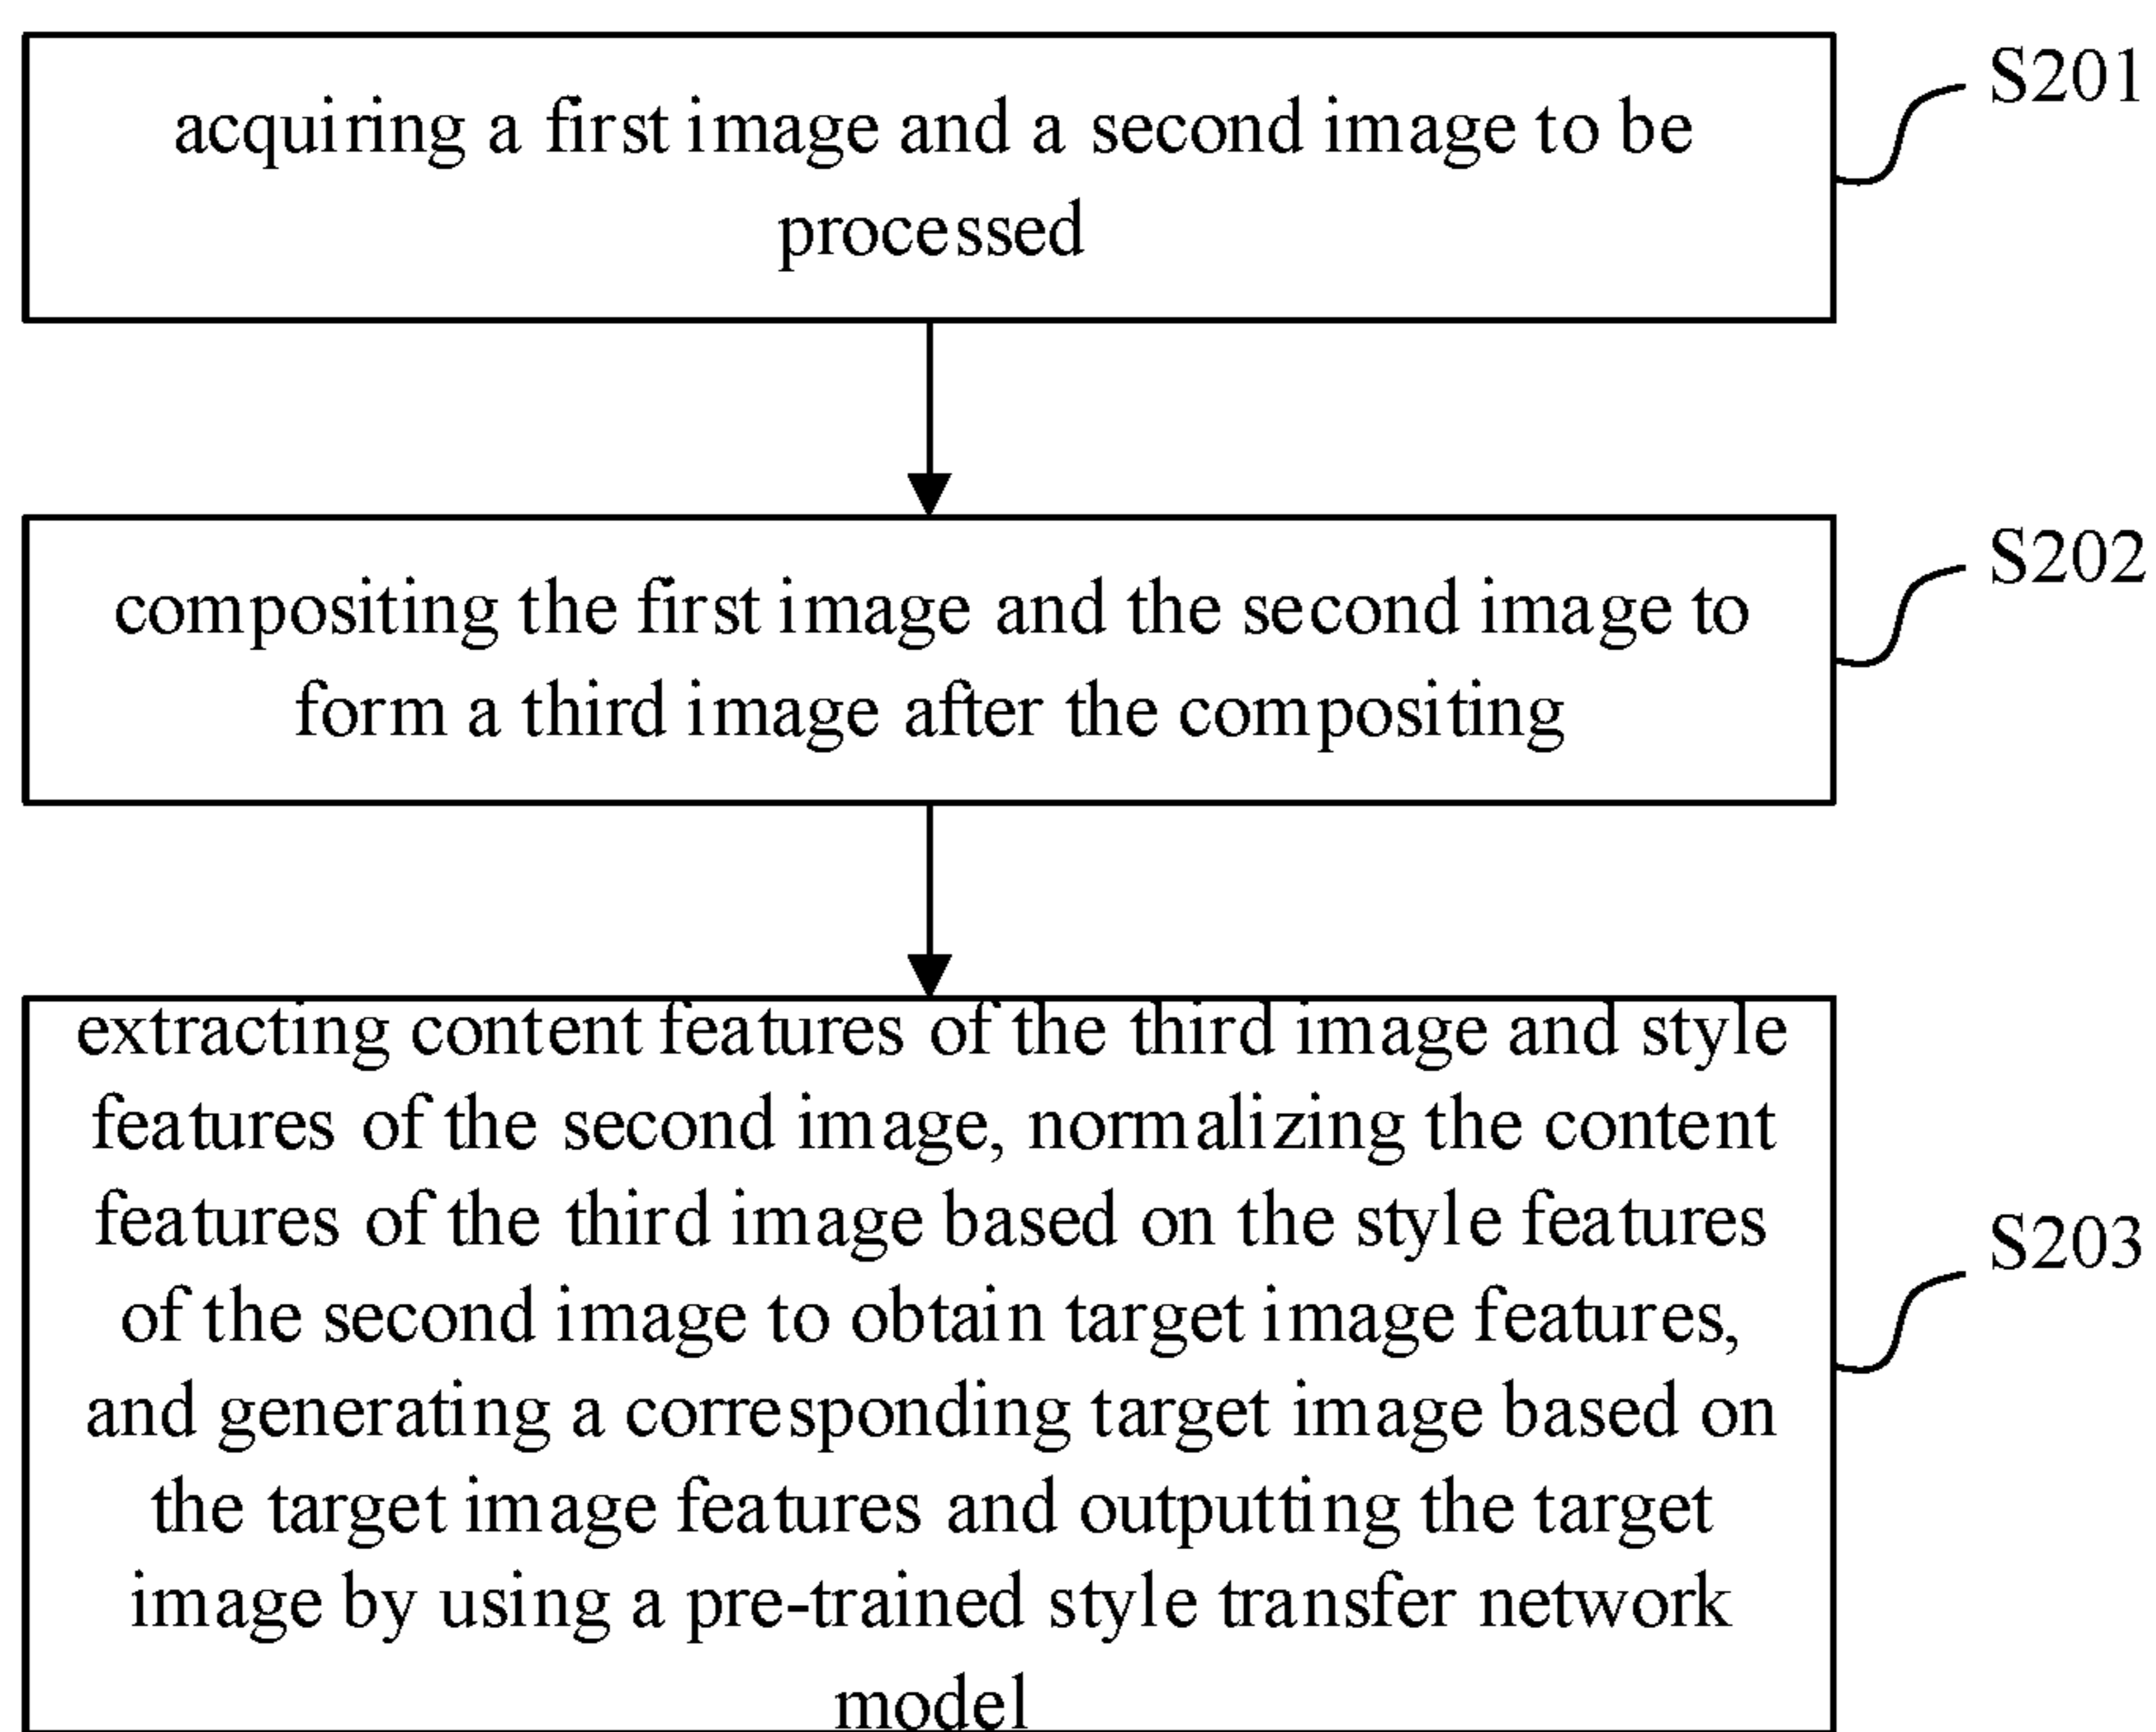 acquiring a first image and a second image to be
processed
S201
compositing the first image and the second image to
form a third image after the compositing
S202
extracting content features of the third image and style
features of the second image, normalizing the content
features of the third image based on the style features
of the second image to obtain target image features,
and generating a corresponding target image based on
the target image features and outputting the target
image by using a pre-trained style transfer network
model
S203